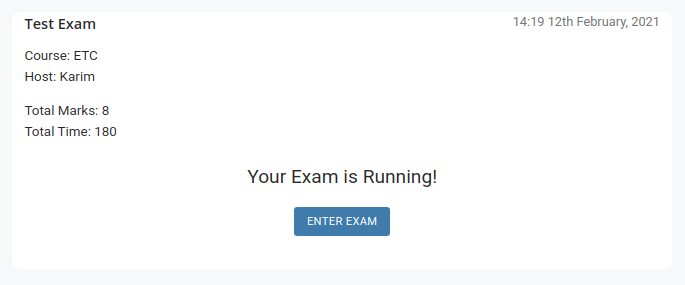 Test Exam
14:19 12th February, 2021
Course: ETC
Host: Karim
Total Marks: 8
Total Time: 180
Your Exam is Running!
ENTER EXAM